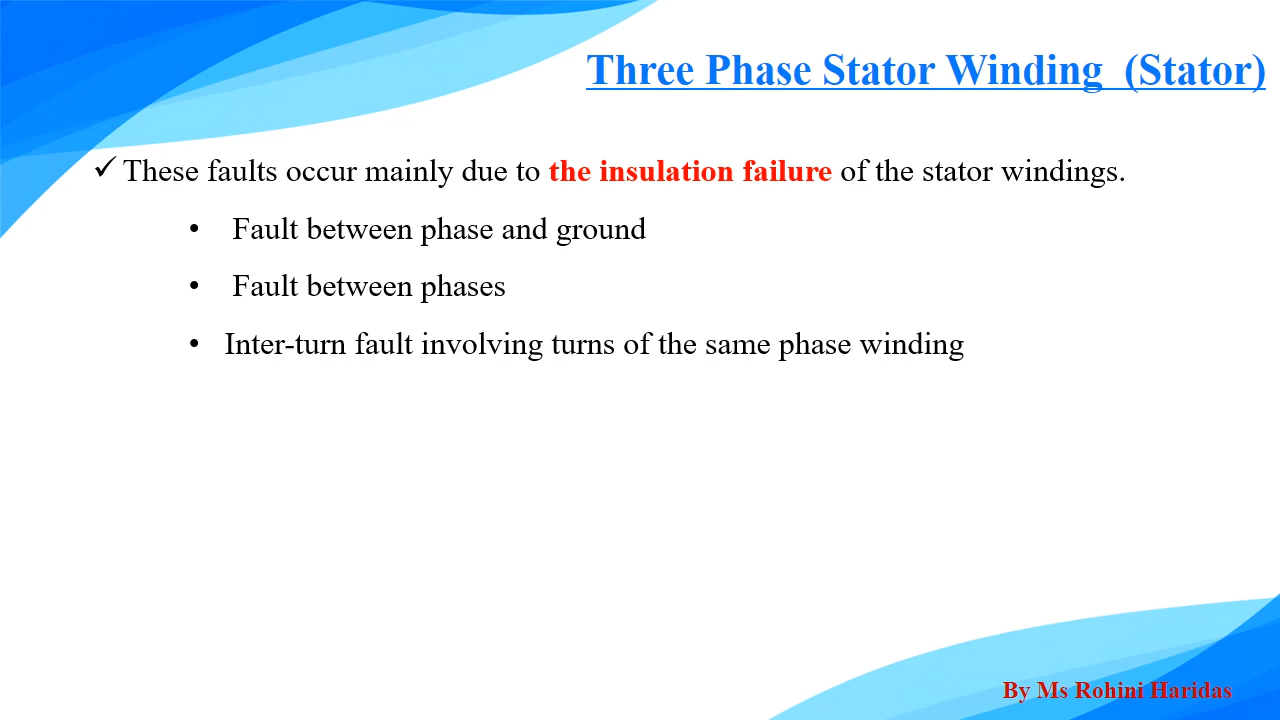 Three Phase Stator Winding  (Stator)
✓ These faults occur mainly due to the insulation failure of the stator windings.
• Fault between phase and ground
• Fault between phases
• Inter-turn fault involving turns of the same phase winding
By Ms Rohini Haridas